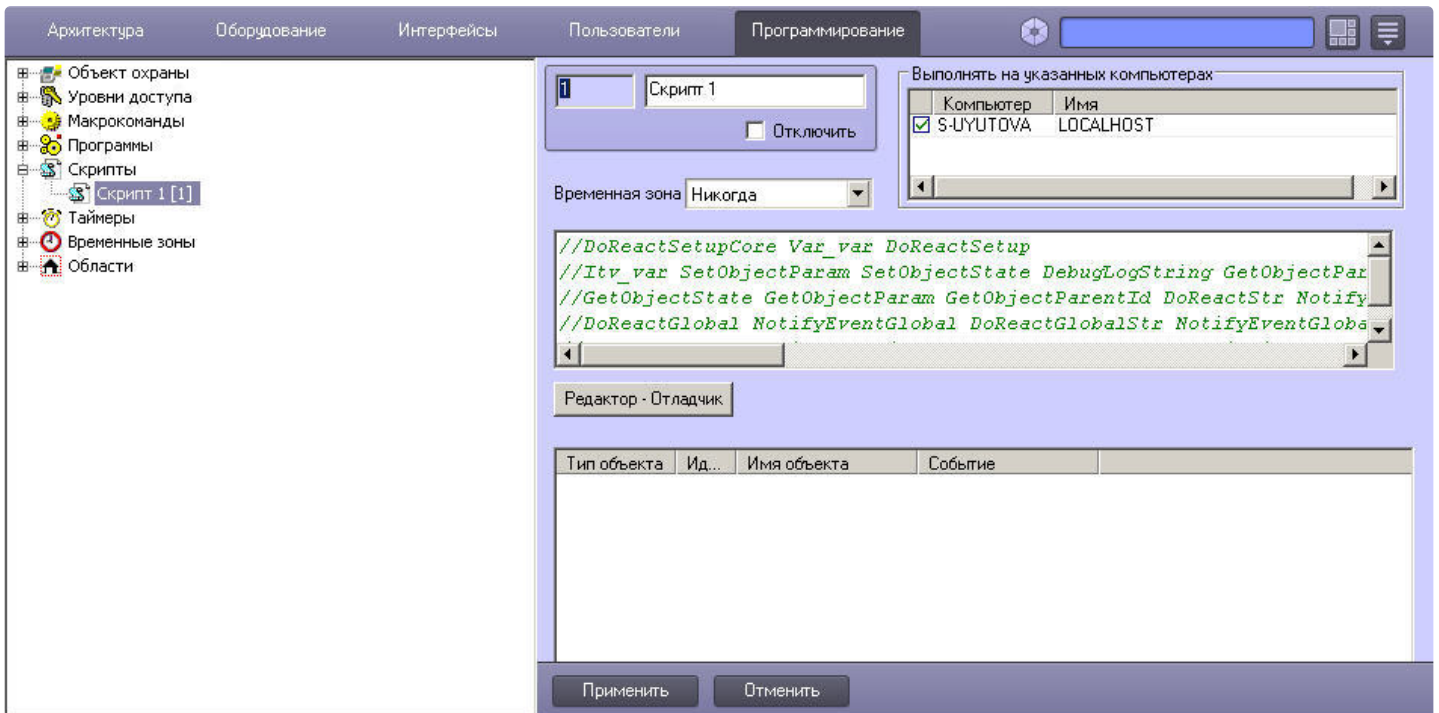 Архитектура Оборудование Интерфейсы Пользователи Программирование
Объект охраны
Уровни доступа
Макрокоманды
Программы
Скрипты
Скрипт 1 [1]
Таймеры
Временные зоны
Области
1 Скрипт 1
Отключить
Выполнять на указанных компьютерах
Компьютер Имя
S-UYUTOVA LOCALHOST
Временная зона Никогда
//DoReactSetupCore Var_var DoReactSetup
//Itv_var SetObjectParam SetObjectState DebugLogString GetObjectPar
//GetObjectState GetObjectParam GetObjectParentId DoReactStr Notify
//DoReactGlobal NotifyEventGlobal DoReactGlobalStr NotifyEventGloba
Редактор - Отладчик
Тип объекта Ид... Имя объекта Событие
Применить Отменить